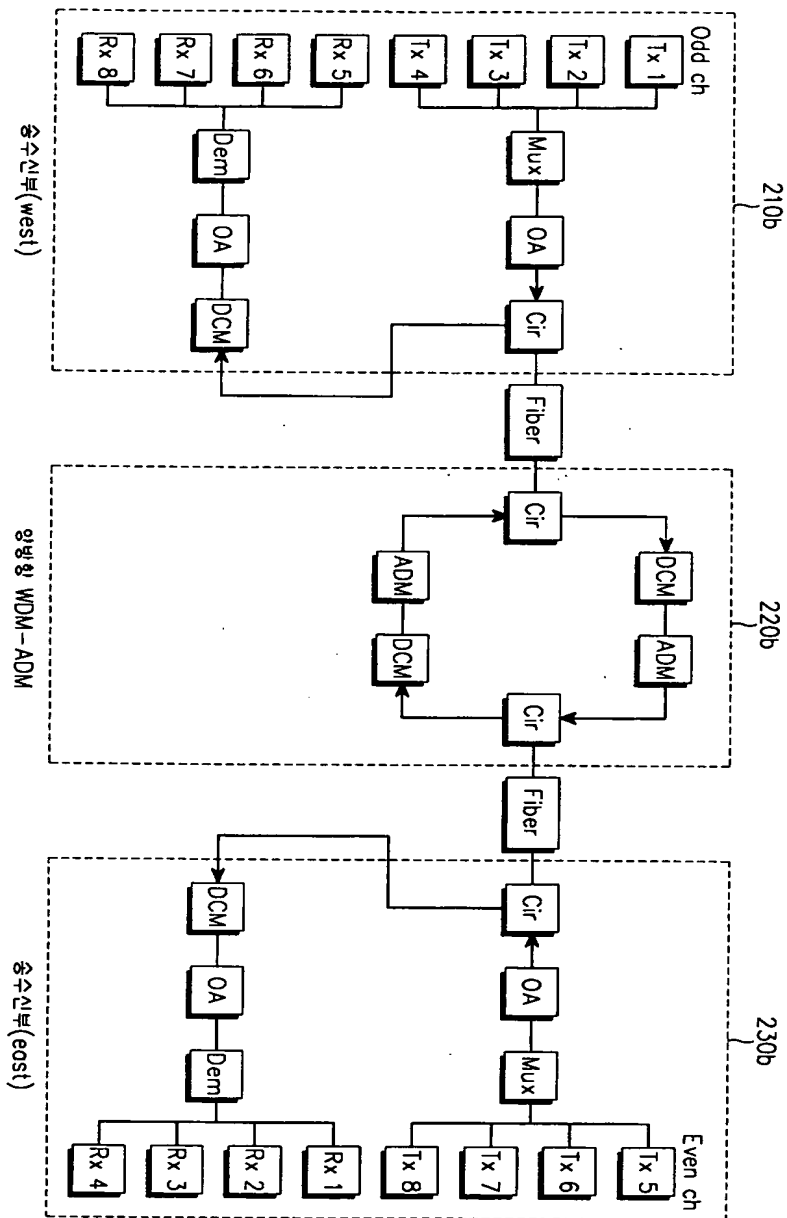 210b
220b
230b
Odd ch
Even ch
Tx 1
Tx 2
Tx 3
Tx 4
Mux
OA
Cir
Fiber
Cir
DCM
ADM
Cir
DCM
ADM
Fiber
Cir
OA
Mux
Tx 5
Tx 6
Tx 7
Tx 8
Rx 5
Rx 6
Rx 7
Rx 8
Dem
OA
DCM
DCM
OA
Dem
Rx 1
Rx 2
Rx 3
Rx 4
송수신부(west)
양방향 WDM-ADM
송수신부(east)